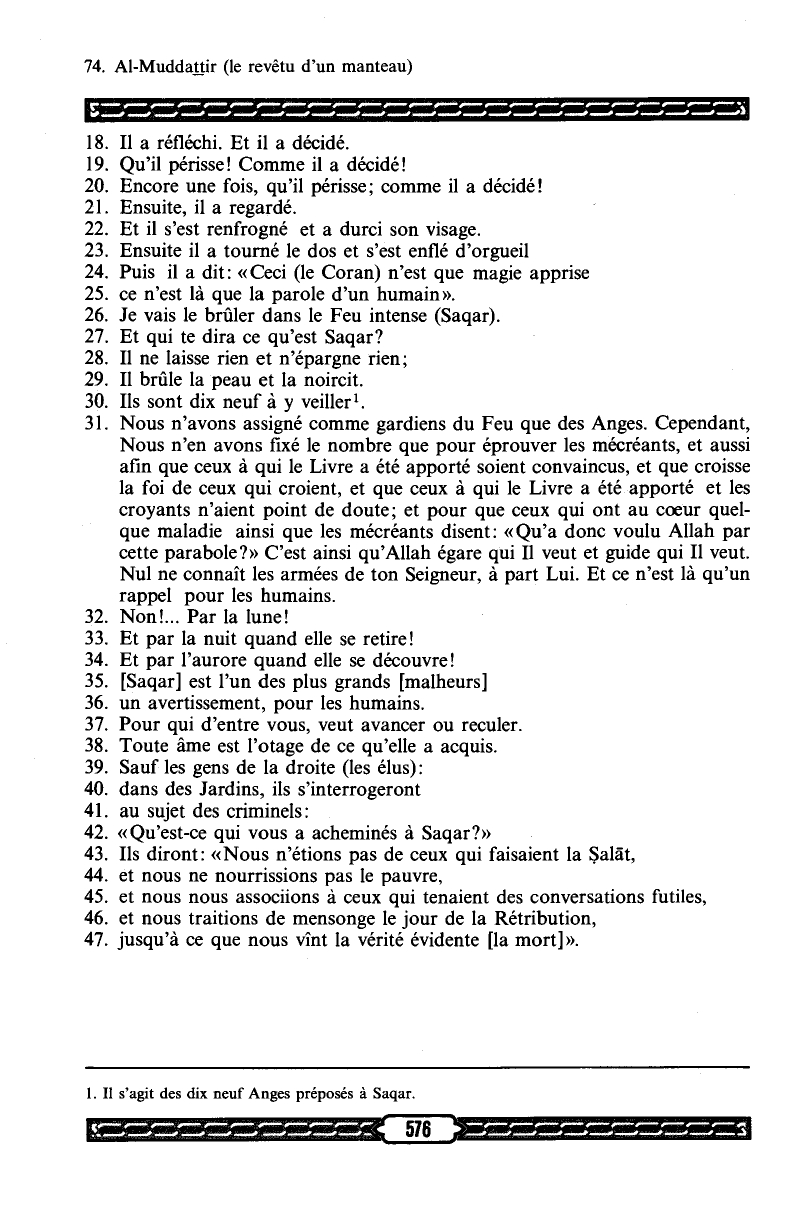 74. Al-Muddaṯṯir (le revêtu d'un manteau)
18. Il a réfléchi. Et il a décidé.
19. Qu'il périsse! Comme il a décidé!
20. Encore une fois, qu'il périsse; comme il a décidé!
21. Ensuite, il a regardé.
22. Et il s'est renfrogné et a durci son visage.
23. Ensuite il a tourné le dos et s'est enflé d'orgueil
24. Puis il a dit: «Ceci (le Coran) n'est que magie apprise
25. ce n'est là que la parole d'un humain».
26. Je vais le brûler dans le Feu intense (Saqar).
27. Et qui te dira ce qu'est Saqar?
28. Il ne laisse rien et n'épargne rien;
29. Il brûle la peau et la noircit.
30. Ils sont dix neuf à y veiller¹.
31. Nous n'avons assigné comme gardiens du Feu que des Anges. Cependant,
Nous n'en avons fixé le nombre que pour éprouver les mécréants, et aussi
afin que ceux à qui le Livre a été apporté soient convaincus, et que croisse
la foi de ceux qui croient, et que ceux à qui le Livre a été apporté et les
croyants n'aient point de doute; et pour que ceux qui ont au cœur quel-
que maladie ainsi que les mécréants disent: «Qu'a donc voulu Allah par
cette parabole?» C'est ainsi qu'Allah égare qui Il veut et guide qui Il veut.
Nul ne connaît les armées de ton Seigneur, à part Lui. Et ce n'est là qu'un
rappel pour les humains.
32. Non!... Par la lune!
33. Et par la nuit quand elle se retire!
34. Et par l'aurore quand elle se découvre!
35. [Saqar] est l'un des plus grands [malheurs]
36. un avertissement, pour les humains.
37. Pour qui d'entre vous, veut avancer ou reculer.
38. Toute âme est l'otage de ce qu'elle a acquis.
39. Sauf les gens de la droite (les élus):
40. dans des Jardins, ils s'interrogeront
41. au sujet des criminels:
42. «Qu'est-ce qui vous a acheminés à Saqar?»
43. Ils diront: «Nous n'étions pas de ceux qui faisaient la Ṣalāt,
44. et nous ne nourrissions pas le pauvre,
45. et nous nous associions à ceux qui tenaient des conversations futiles,
46. et nous traitions de mensonge le jour de la Rétribution,
47. jusqu'à ce que nous vînt la vérité évidente [la mort]».
1. Il s'agit des dix neuf Anges préposés à Saqar.
576